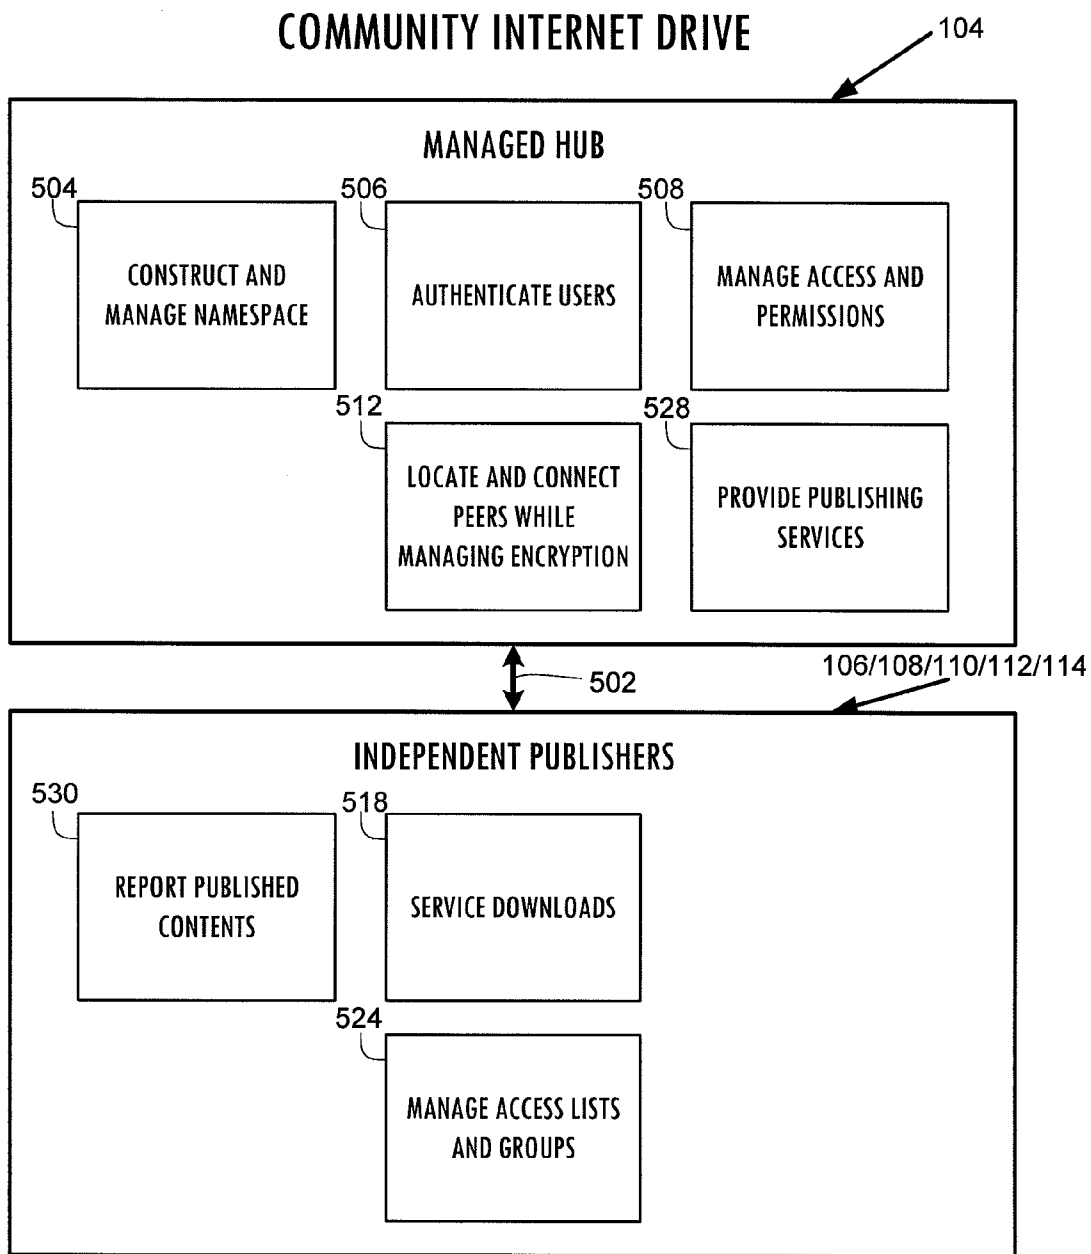 COMMUNITY INTERNET DRIVE
104
MANAGED HUB
504
CONSTRUCT AND
MANAGE NAMESPACE
506
AUTHENTICATE USERS
508
MANAGE ACCESS AND
PERMISSIONS
512
LOCATE AND CONNECT
PEERS WHILE
MANAGING ENCRYPTION
528
PROVIDE PUBLISHING
SERVICES
502
106/108/110/112/114
INDEPENDENT PUBLISHERS
530
REPORT PUBLISHED
CONTENTS
518
SERVICE DOWNLOADS
524
MANAGE ACCESS LISTS
AND GROUPS